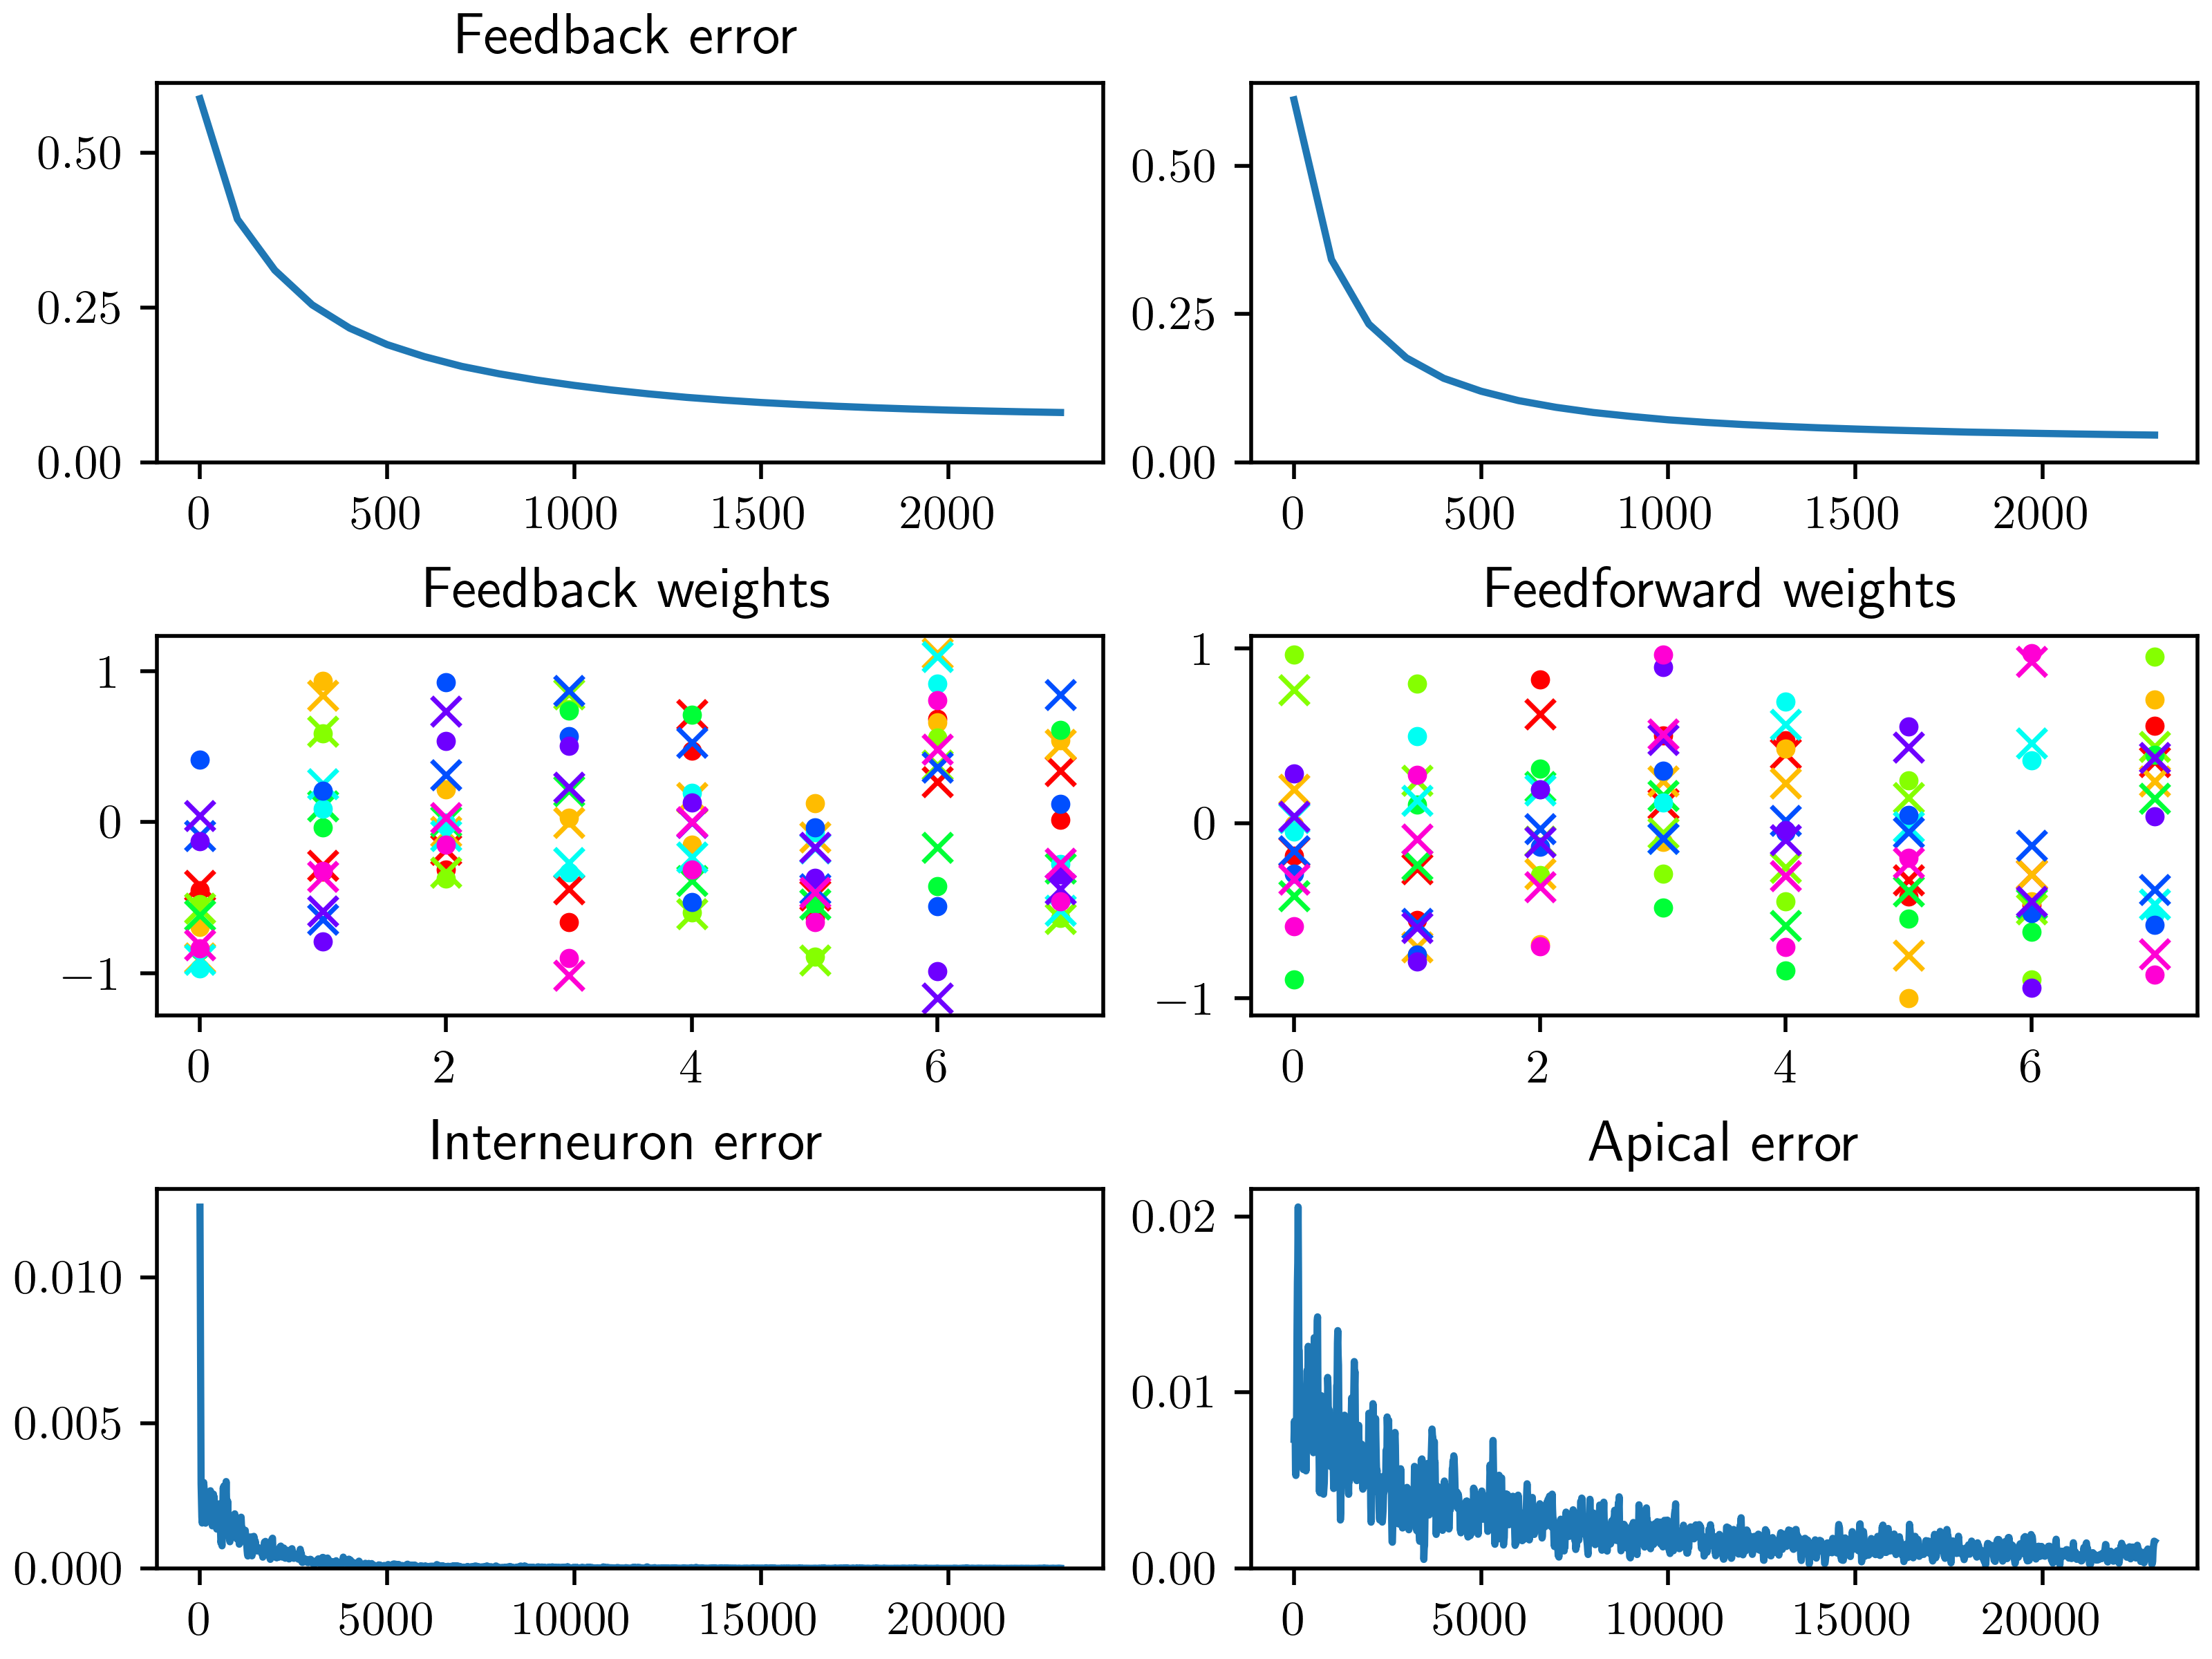 Feedback error
0.50
0.25
0.00
0 500 1000 1500 2000
0.50
0.25
0.00
0 500 1000 1500 2000
Feedback weights
1
0
−1
0 2 4 6
Feedforward weights
1
0
−1
0 2 4 6
Interneuron error
0.010
0.005
0.000
0 5000 10000 15000 20000
Apical error
0.02
0.01
0.00
0 5000 10000 15000 20000